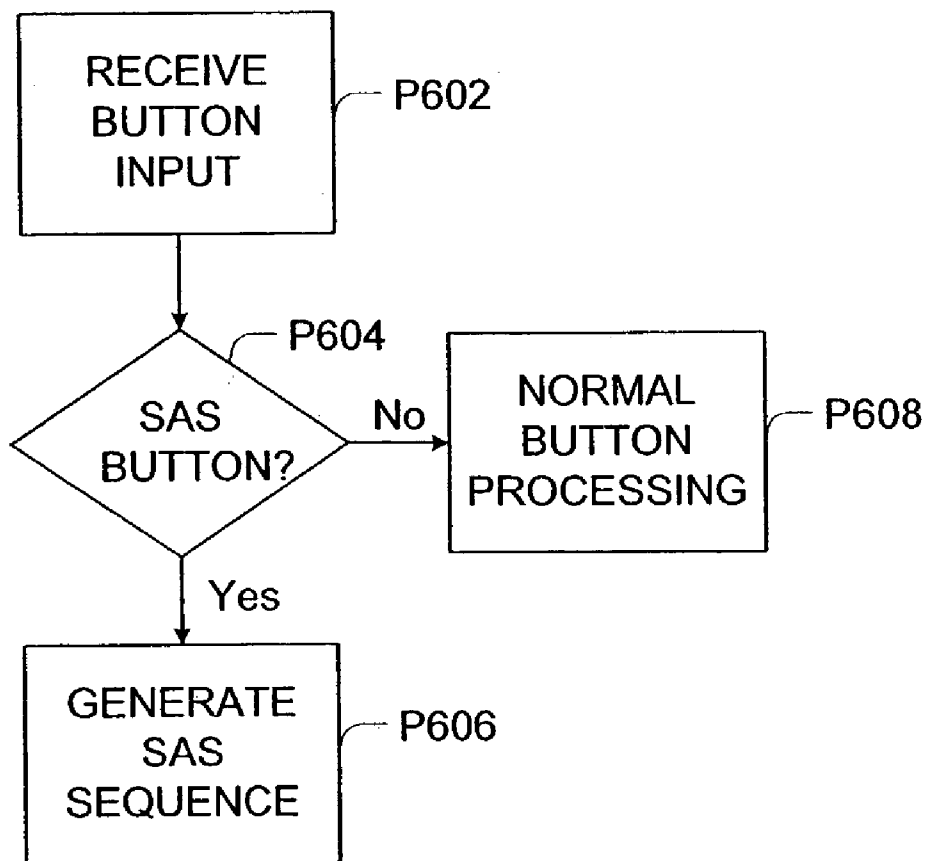 RECEIVE
BUTTON
INPUT
P602
P604
SAS
BUTTON?
No
NORMAL
BUTTON
PROCESSING
P608
Yes
GENERATE
SAS
SEQUENCE
P606